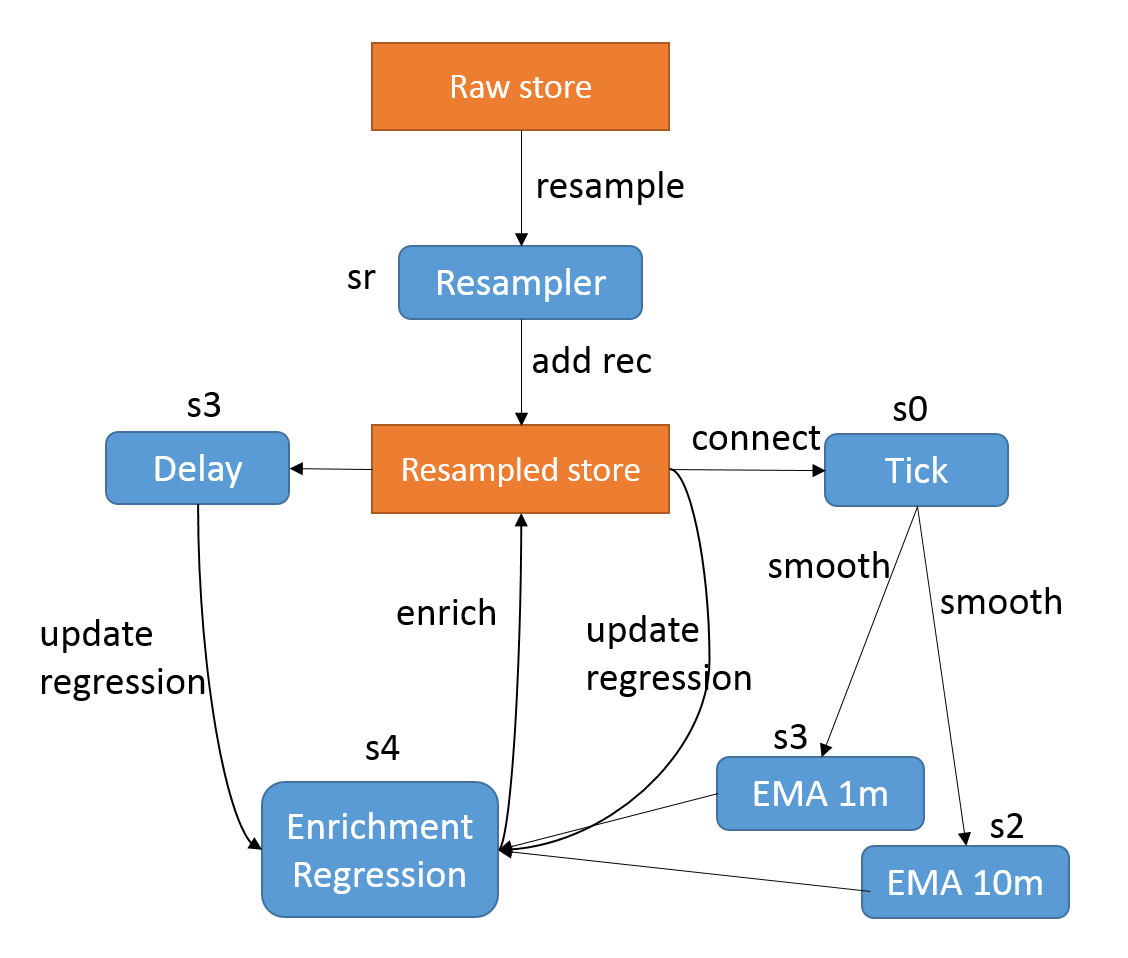 Raw store
resample
sr
Resampler
add rec
s3
s0
connect
Delay
Resampled store
Tick
smooth
smooth
enrich
update
regression
update
regression
s3
s4
EMA 1m
s2
Enrichment
Regression
EMA 10m